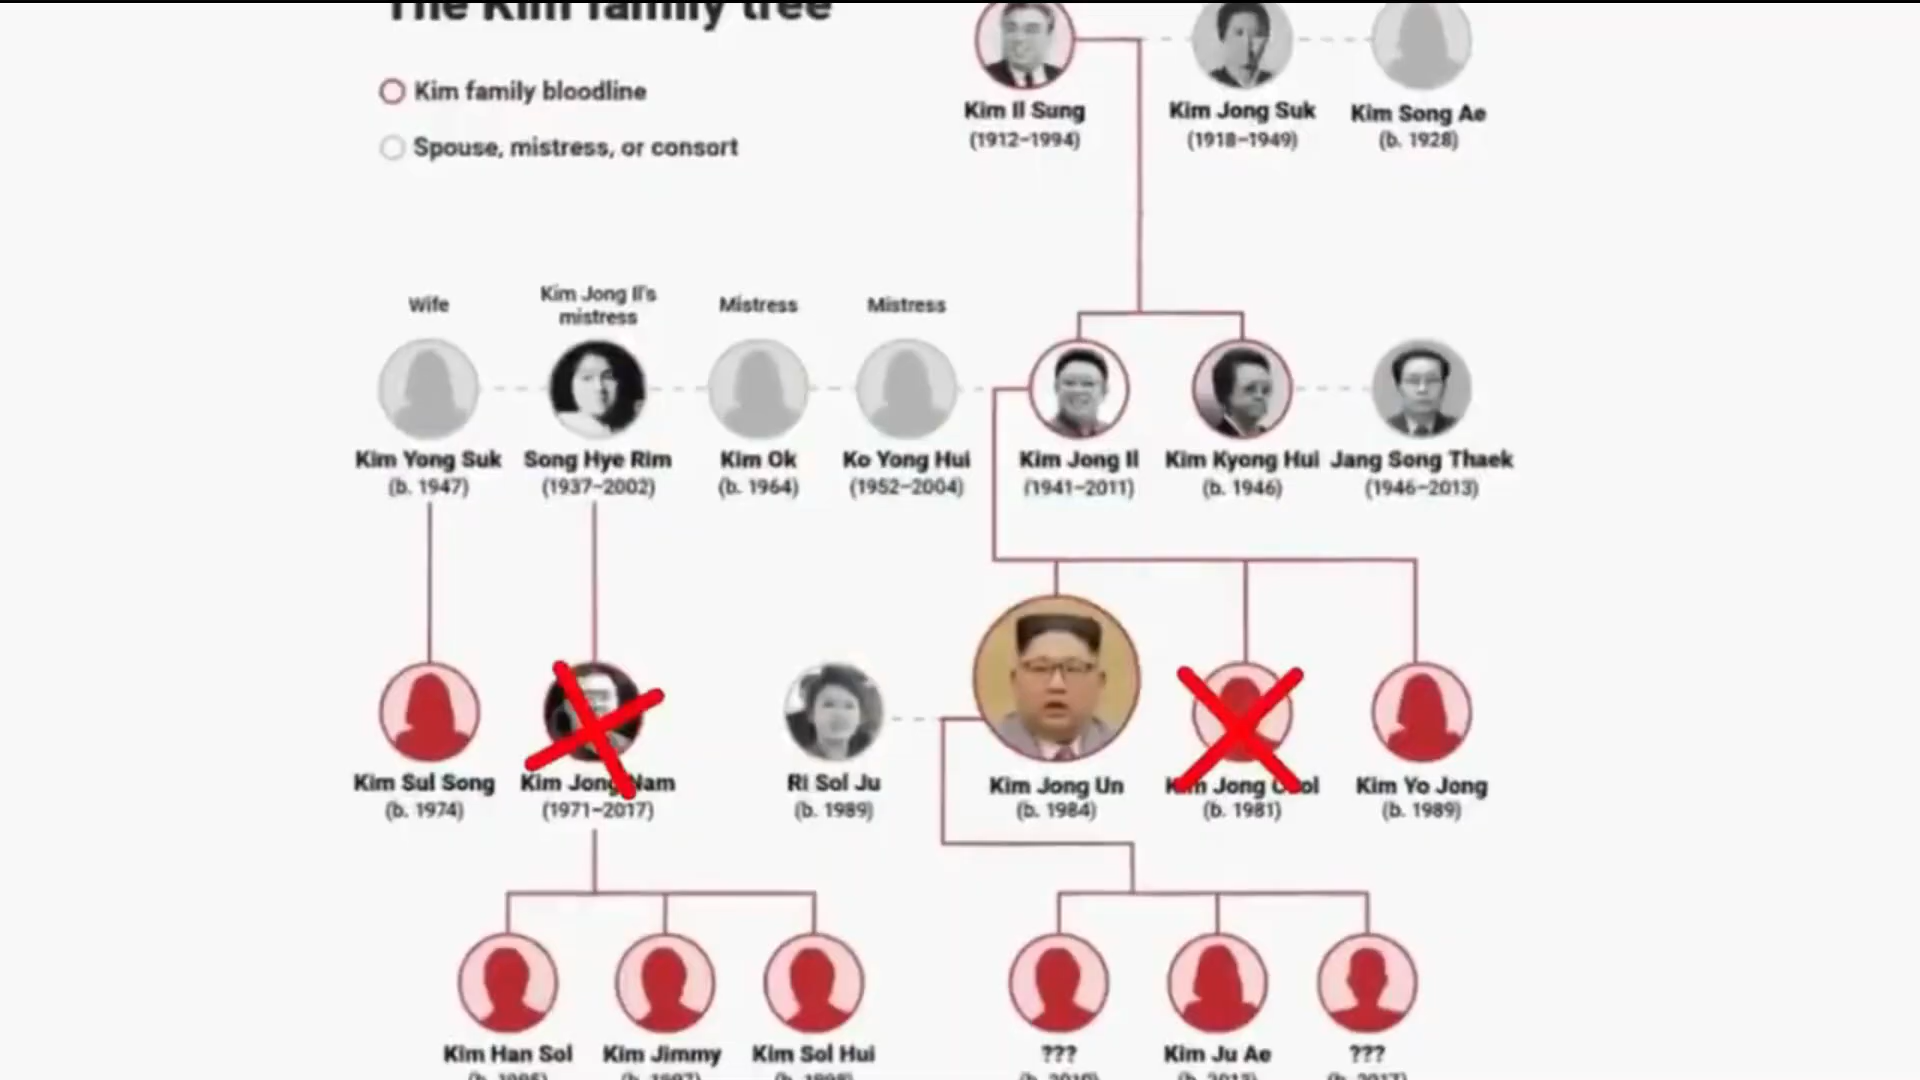 The Kim family tree
Kim family bloodline
Spouse, mistress, or consort
Kim Il Sung
(1912–1994)
Kim Jong Suk
(1918–1949)
Kim Song Ae
(b. 1928)
Wife
Kim Jong Il's
mistress
Mistress
Mistress
Kim Yong Suk
(b. 1947)
Song Hye Rim
(1937–2002)
Kim Ok
(b. 1964)
Ko Yong Hui
(1952–2004)
Kim Jong Il
(1941–2011)
Kim Kyong Hui
(b. 1946)
Jang Song Thaek
(1946–2013)
Kim Sul Song
(b. 1974)
Kim Jong Nam
(1971–2017)
Ri Sol Ju
(b. 1989)
Kim Jong Un
(b. 1984)
Kim Jong
(b. 1981)
Kim Yo Jong
(b. 1989)
Kim Han Sol
Kim Jimmy
Kim Sol Hui
???
Kim Ju Ae
???